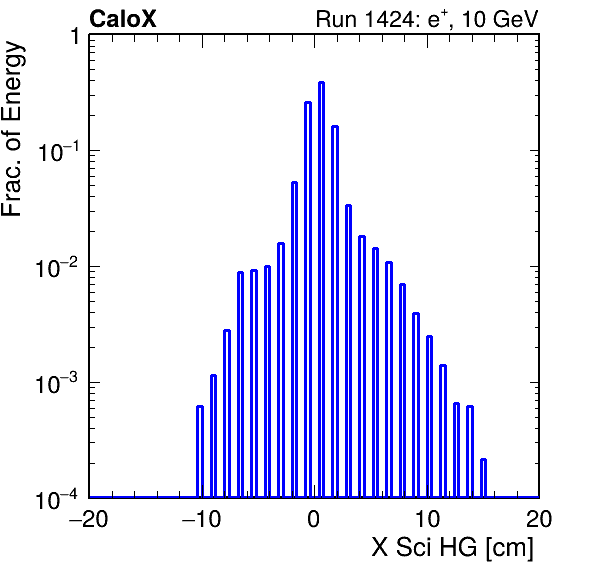 CaloX Run 1424: e⁺, 10 GeV
Frac. of Energy
1
10⁻¹
10⁻²
10⁻³
10⁻⁴
−20 −10 0 10 20
X Sci HG [cm]